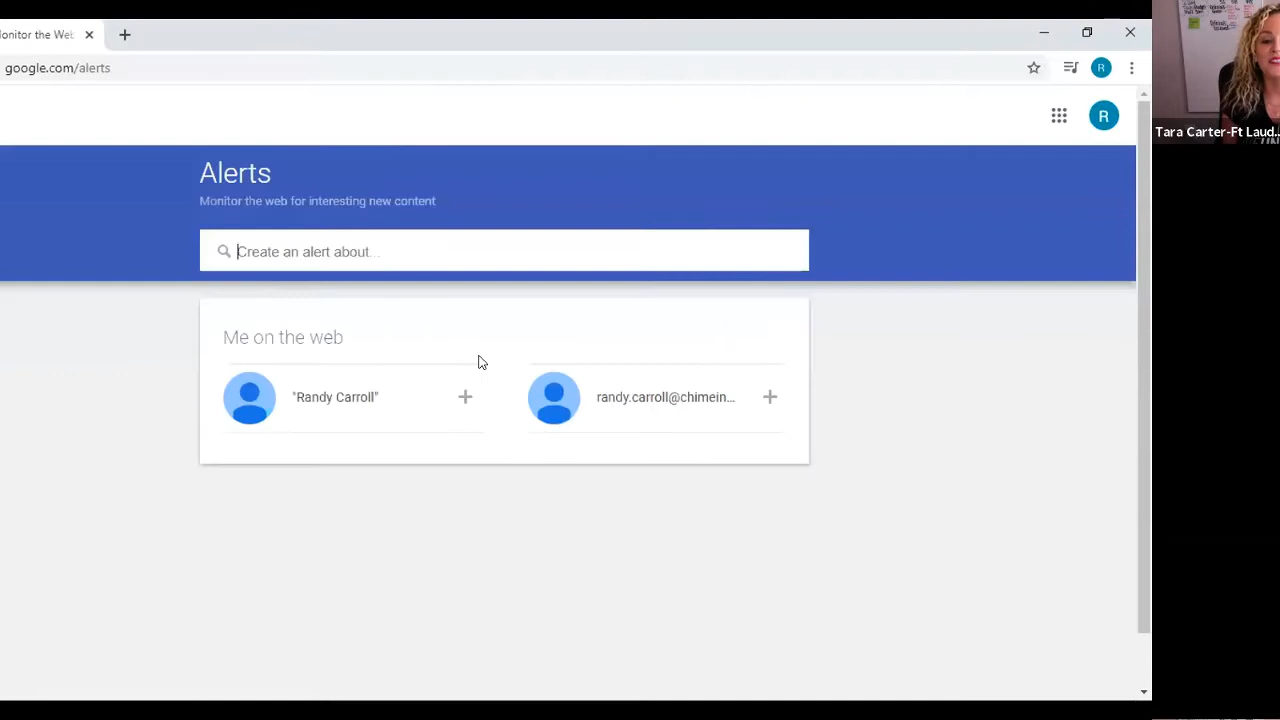 onitor the Web
google.com/alerts
R
R
Alerts
Monitor the web for interesting new content
Create an alert about...
Me on the web
"Randy Carroll"
randy.carroll@chimein...
Tara Carter-Ft Laud...